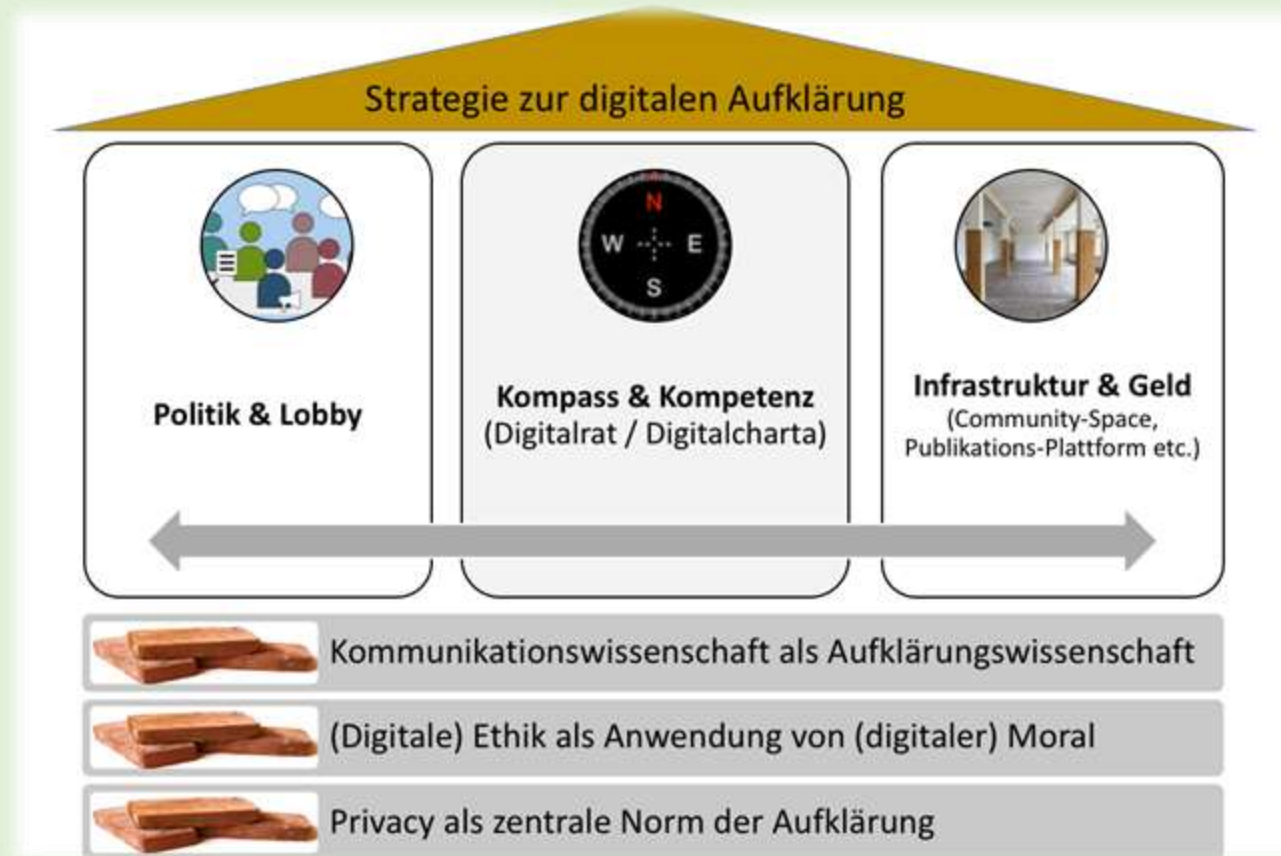 Strategie zur digitalen Aufklärung
N
W E
S
Politik & Lobby
Kompass & Kompetenz
(Digitalrat / Digitalcharta)
Infrastruktur & Geld
(Community-Space,
Publikations-Plattform etc.)
Kommunikationswissenschaft als Aufklärungswissenschaft
(Digitale) Ethik als Anwendung von (digitaler) Moral
Privacy als zentrale Norm der Aufklärung